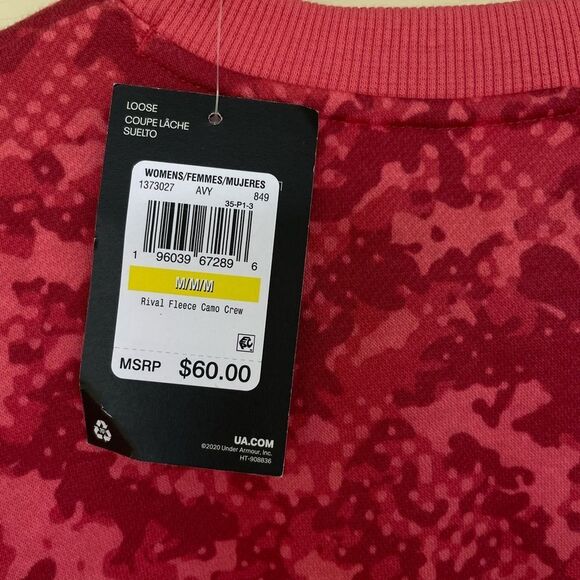 LOOSE
COUPE LÂCHE
SUELTO
WOMENS/FEMMES/MUJERES
1373027 AVY 849
35-P1-3
1 96039 67289 6
M/M/M
Rival Fleece Camo Crew
MSRP $60.00
UA.COM
©2020 Under Armour, Inc.
HT-908836